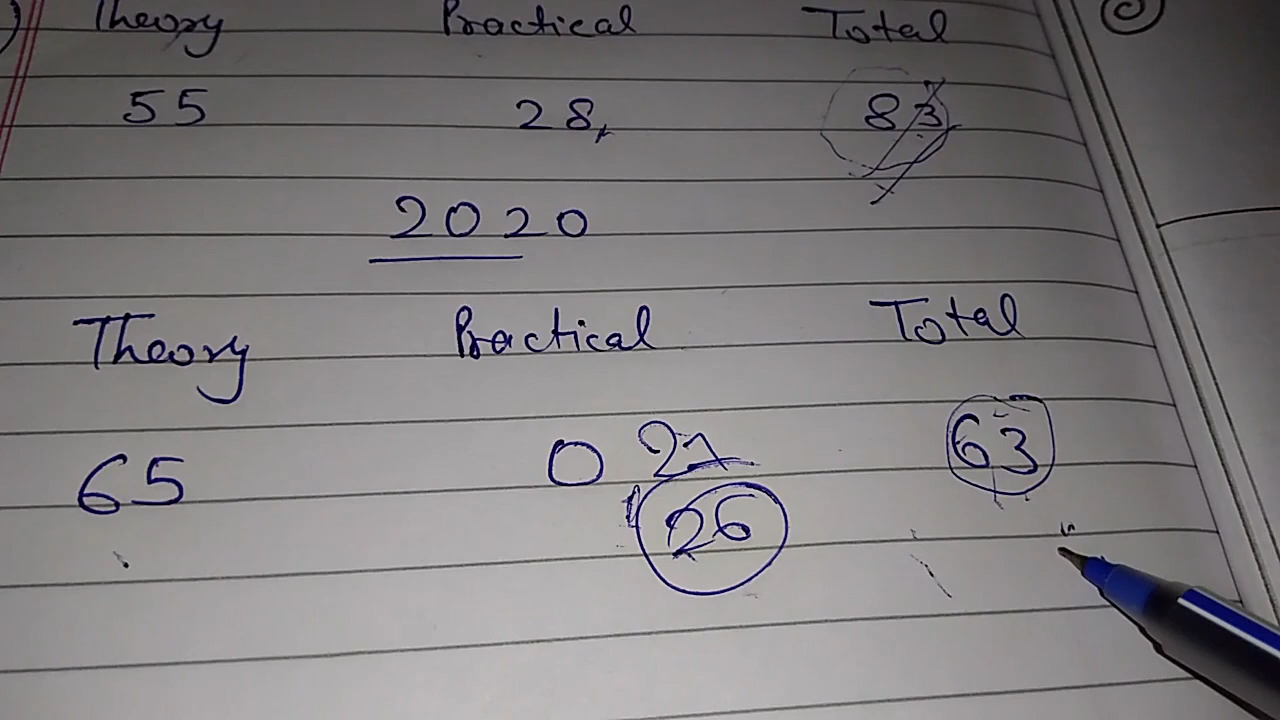 Theory Practical Total
55 28 83
2020
Theory Practical Total
65 0 27 63
26